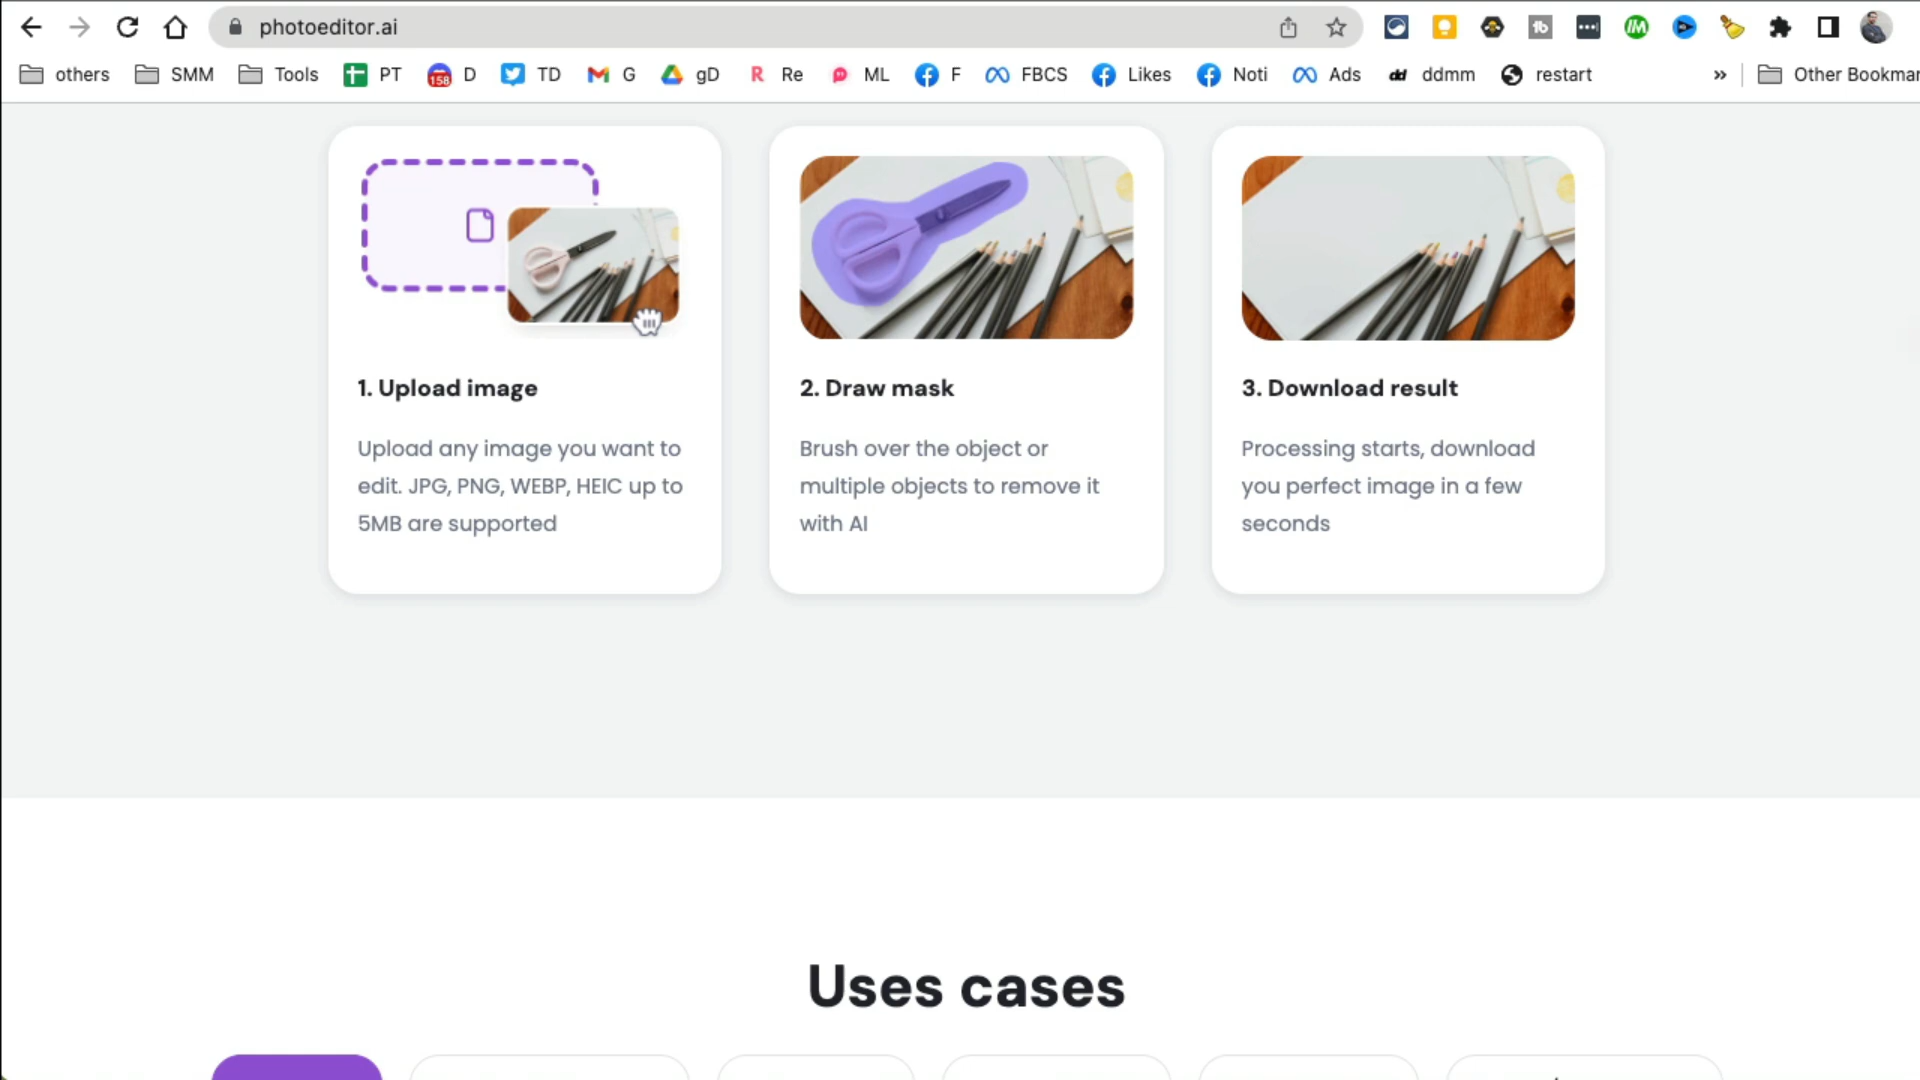 photoeditor.ai
others SMM Tools PT 158 D TD G gD R Re ML F FBCS Likes Noti Ads dd ddmm restart » Other Bookmar
1. Upload image
Upload any image you want to
edit. JPG, PNG, WEBP, HEIC up to
5MB are supported
2. Draw mask
Brush over the object or
multiple objects to remove it
with AI
3. Download result
Processing starts, download
you perfect image in a few
seconds
Uses cases